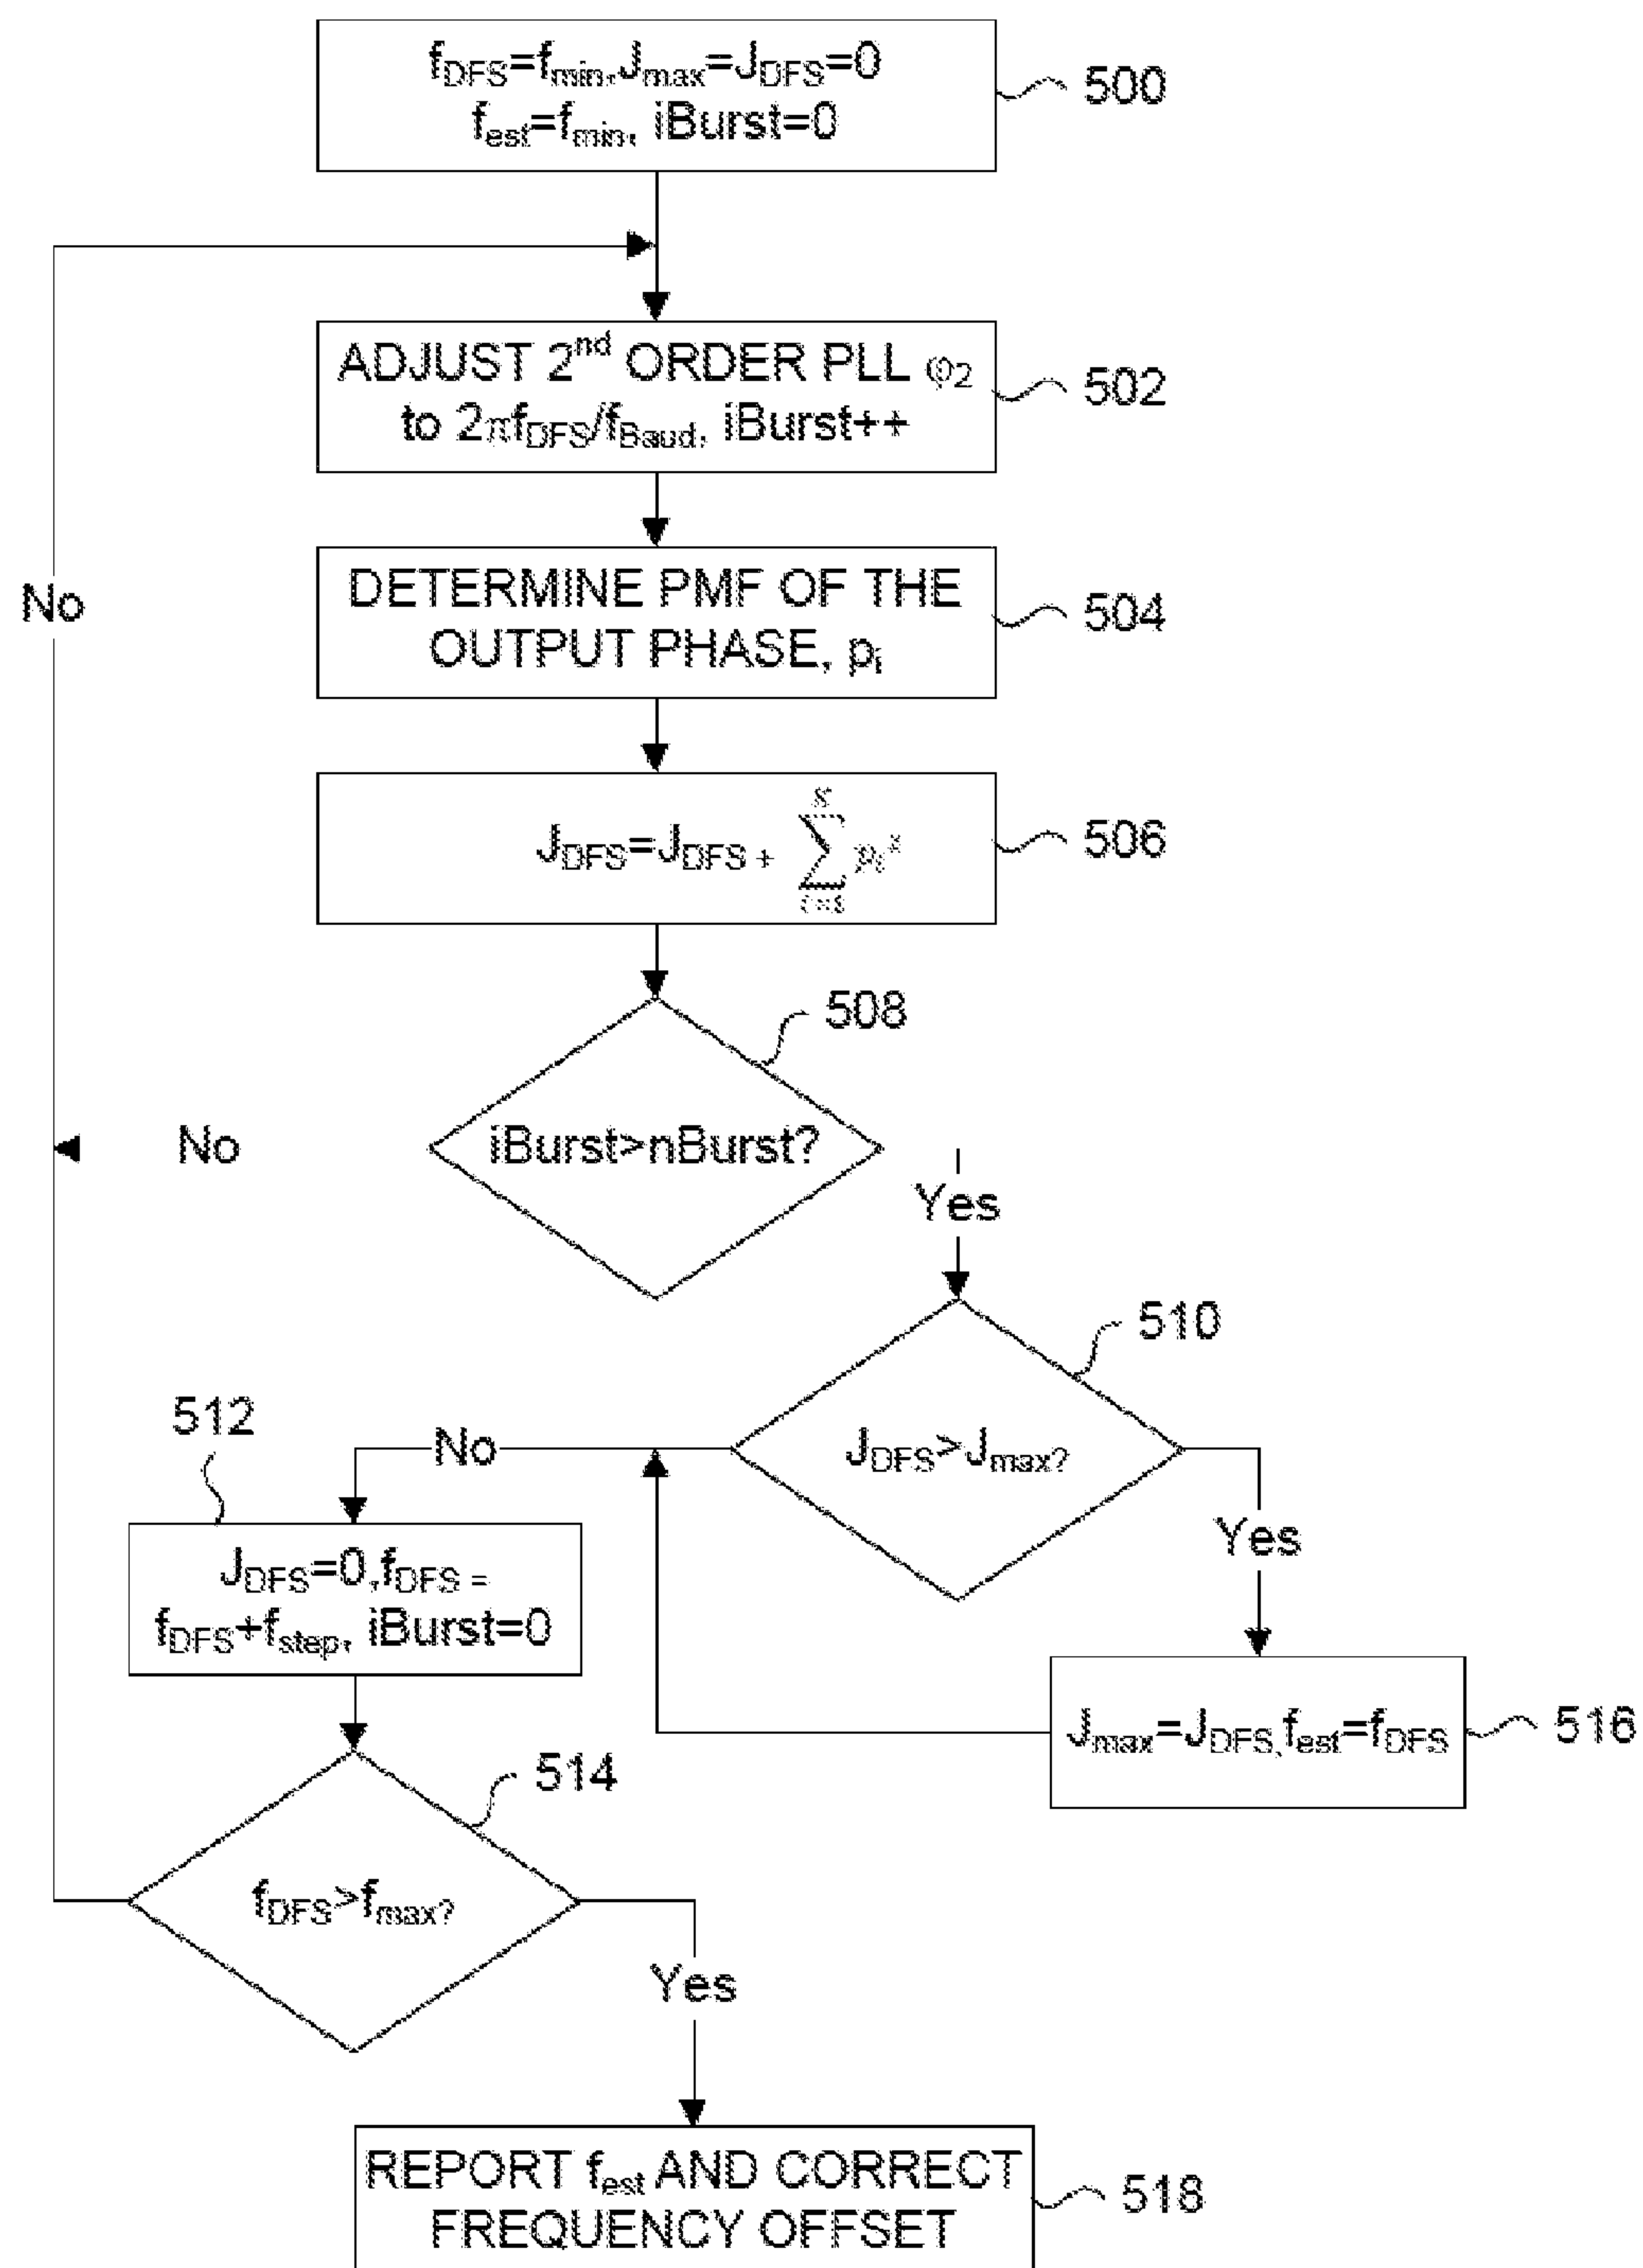 f_DFS=f_min, J_max=J_DFS=0
f_est=f_min, iBurst=0
500
ADJUST 2^nd ORDER PLL φ2
to 2πf_DFS/f_Baud, iBurst++
502
No
DETERMINE PMF OF THE
OUTPUT PHASE, p_i
504
J_DFS=J_DFS + ∑ p_i
506
508
No
iBurst>nBurst?
Yes
510
512
No
J_DFS>J_max?
Yes
J_DFS=0, f_DFS =
f_DFS+f_step, iBurst=0
J_max=J_DFS, f_est=f_DFS
516
514
f_DFS>f_max?
Yes
REPORT f_est AND CORRECT
FREQUENCY OFFSET
518